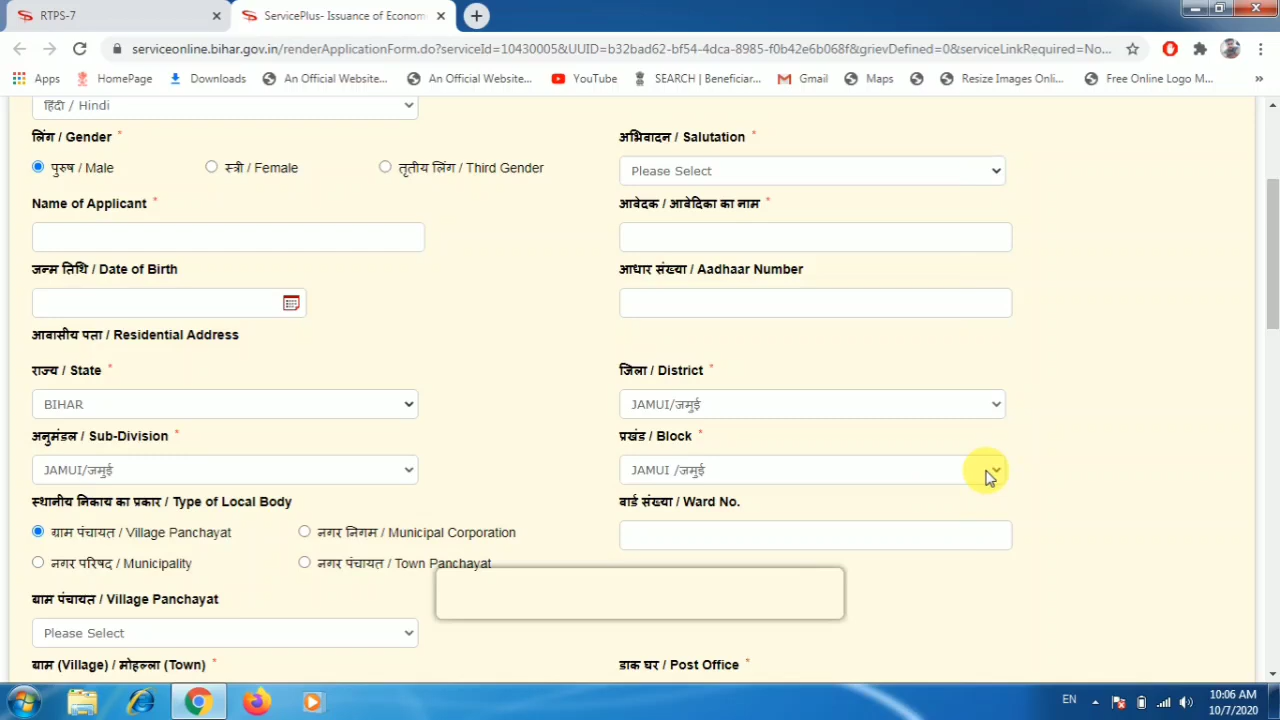 RTPS-7
ServicePlus- Issuance of Econom
serviceonline.bihar.gov.in/renderApplicationForm.do?serviceId=10430005&UUID=b32bad62-bf54-4dca-8985-f0b42e6b068f&grievDefined=0&serviceLinkRequired=No...
Apps HomePage Downloads An Official Website... An Official Website... YouTube SEARCH | Beneficiar... Gmail Maps Resize Images Onli... Free Online Logo M... »
हिंदी / Hindi
लिंग / Gender * अभिवादन / Salutation *
पुरुष / Male स्त्री / Female तृतीय लिंग / Third Gender Please Select
Name of Applicant * आवेदक / आवेदिका का नाम *
जन्म तिथि / Date of Birth आधार संख्या / Aadhaar Number
आवासीय पता / Residential Address
राज्य / State * जिला / District *
BIHAR JAMUI/जमुई
अनुमंडल / Sub-Division * प्रखंड / Block *
JAMUI/जमुई JAMUI /जमुई
स्थानीय निकाय का प्रकार / Type of Local Body वार्ड संख्या / Ward No.
ग्राम पंचायत / Village Panchayat नगर निगम / Municipal Corporation
नगर परिषद / Municipality नगर पंचायत / Town Panchayat
ग्राम पंचायत / Village Panchayat
Please Select
ग्राम (Village) / मोहल्ला (Town) * डाक घर / Post Office *
EN 10:06 AM
10/7/2020